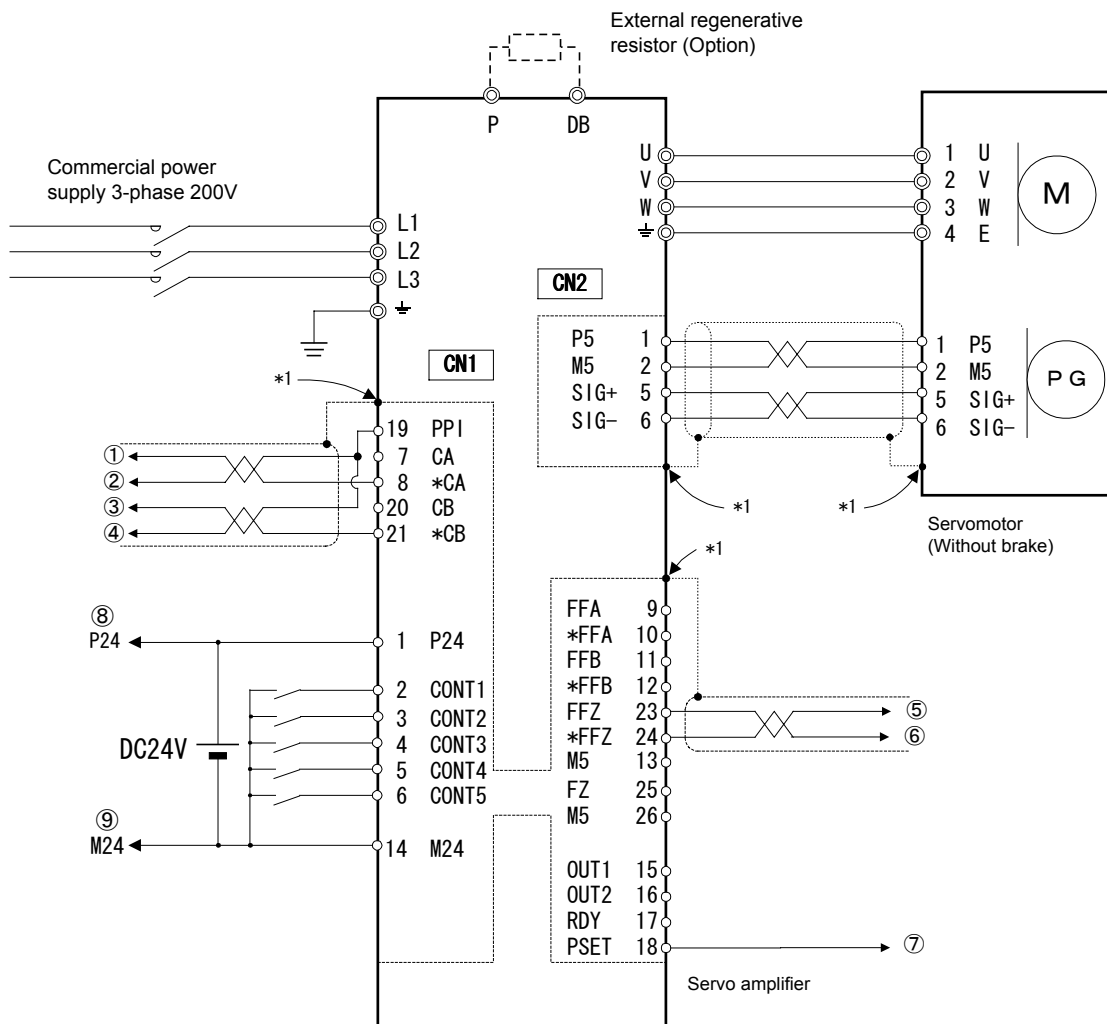 External regenerative
resistor (Option)
P DB
Commercial power
supply 3-phase 200V
U 1 U
V 2 V
W 3 W
⏚ 4 E
M
L1
L2
L3
⏚
CN2
CN1
P5 1 1 P5
M5 2 2 M5
SIG+ 5 5 SIG+
SIG- 6 6 SIG-
PG
*1
19 PPI
① 7 CA
② 8 *CA
③ 20 CB
④ 21 *CB
*1
*1
Servomotor
(Without brake)
*1
⑧
P24 1 P24
2 CONT1
3 CONT2
4 CONT3
5 CONT4
6 CONT5
DC24V
⑨
M24 14 M24
FFA 9
*FFA 10
FFB 11
*FFB 12
FFZ 23 ⑤
*FFZ 24 ⑥
M5 13
FZ 25
M5 26
OUT1 15
OUT2 16
RDY 17
PSET 18 ⑦
Servo amplifier